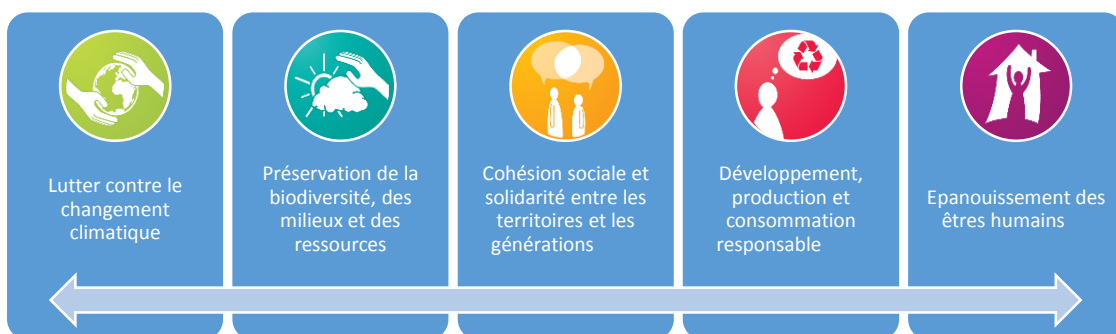 Lutter contre le
changement
climatique
Préservation de la
biodiversité, des
milieux et des
ressources
Cohésion sociale et
solidarité entre les
territoires et les
générations
Développement,
production et
consommation
responsable
Epanouissement des
êtres humains